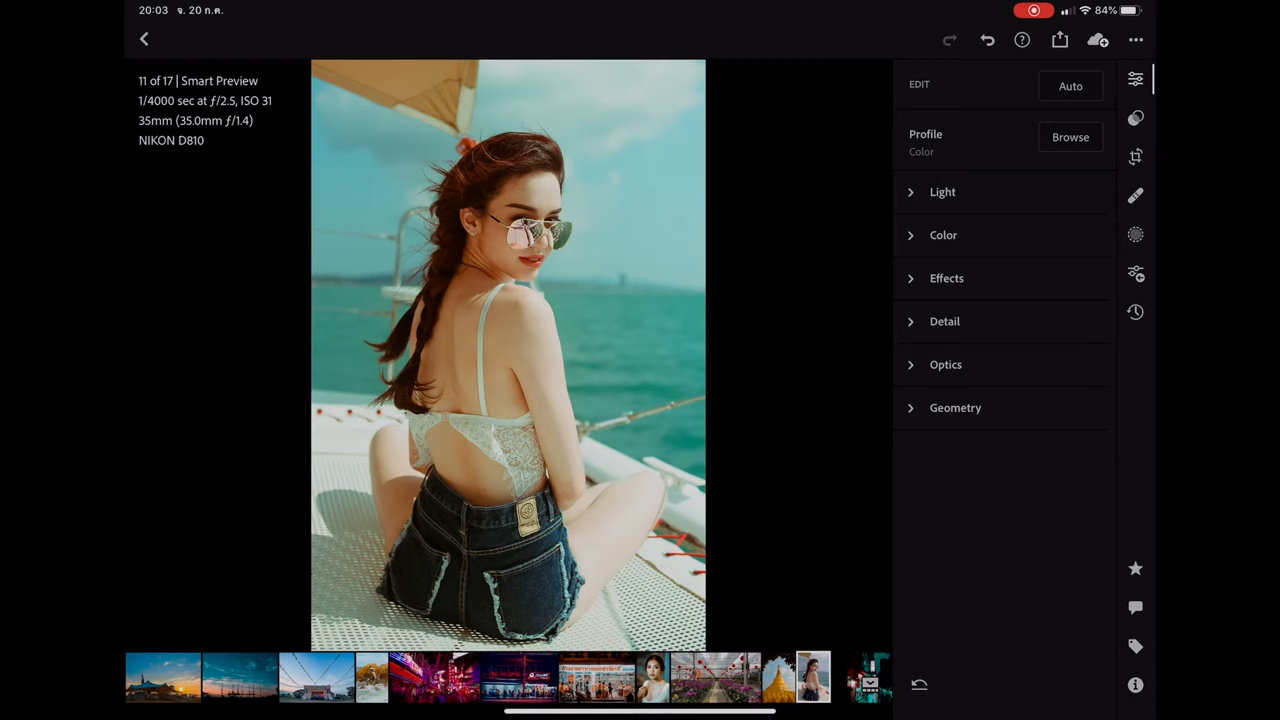 20:03 จ. 20 ก.ค.
84%
11 of 17 | Smart Preview
1/4000 sec at ƒ/2.5, ISO 31
35mm (35.0mm ƒ/1.4)
NIKON D810
EDIT
Auto
Profile
Color
Browse
Light
Color
Effects
Detail
Optics
Geometry